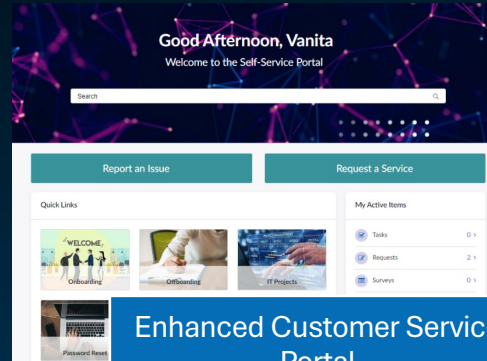 Good Afternoon, Vanita
Welcome to the Self-Service Portal
Search
Report an Issue
Request a Service
Quick Links
My Active Items
WELCOME
Onboarding
Offboarding
IT Projects
Tasks 0
Requests 2
Surveys 0
Password Reset
Enhanced Customer Servic
Portal